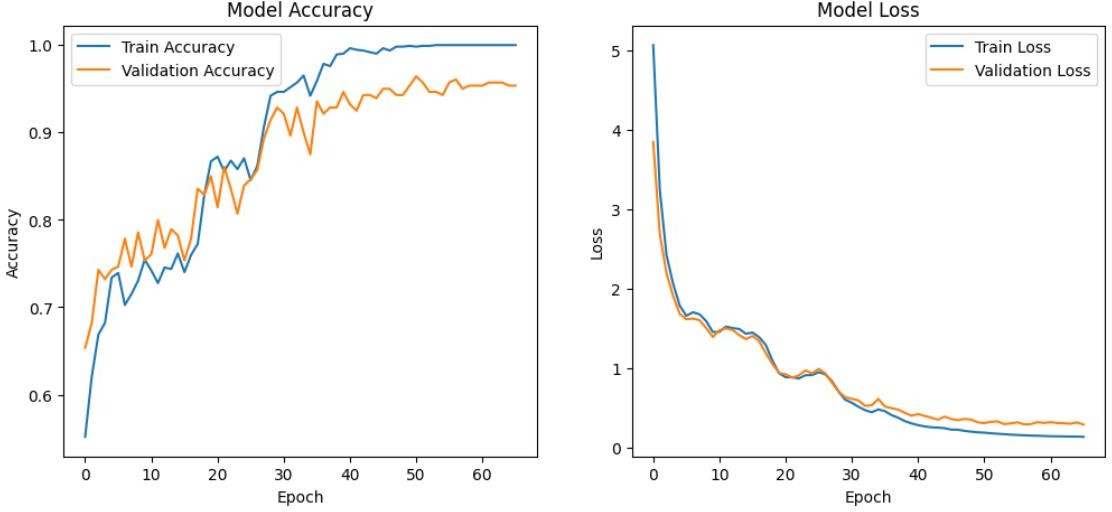 Model Accuracy
Train Accuracy
Validation Accuracy
1.0
0.9
0.8
0.7
0.6
Accuracy
0 10 20 30 40 50 60
Epoch
Model Loss
Train Loss
Validation Loss
5
4
3
2
1
0
Loss
0 10 20 30 40 50 60
Epoch